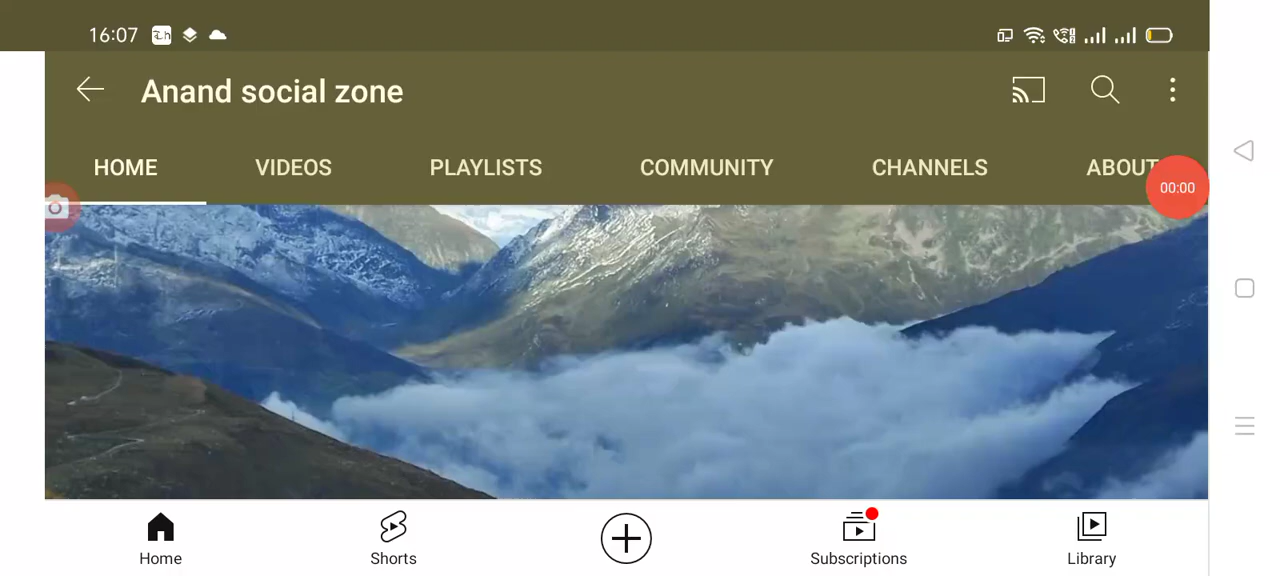 16:07
Anand social zone
HOME VIDEOS PLAYLISTS COMMUNITY CHANNELS ABOUT
00:00
Home Shorts Subscriptions Library